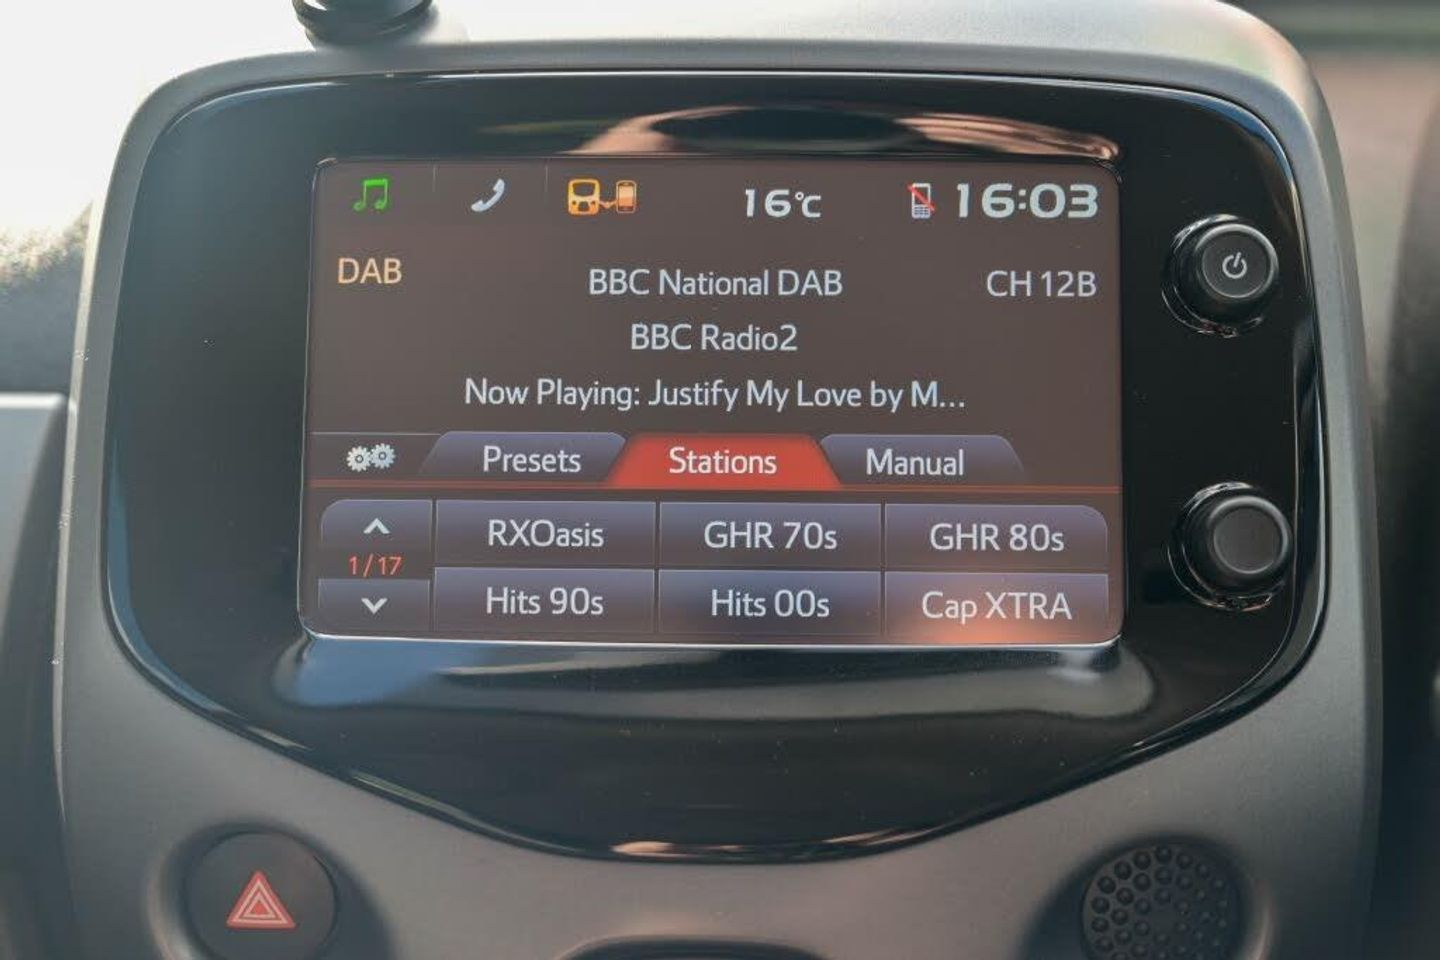 16°C 16:03
DAB BBC National DAB CH 12B
BBC Radio2
Now Playing: Justify My Love by M...
Presets Stations Manual
RXOasis GHR 70s GHR 80s
1/17
Hits 90s Hits 00s Cap XTRA